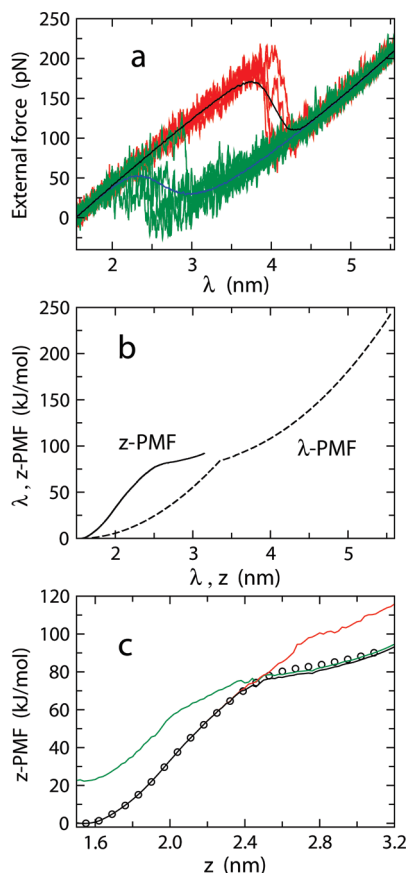 250
200
150
100
50
0
External force (pN)
a
2
3
4
5
λ (nm)
250
200
150
100
50
0
λ , z-PMF (kJ/mol)
b
z-PMF
λ-PMF
2
3
4
5
λ , z (nm)
120
100
80
60
40
20
0
z-PMF (kJ/mol)
c
1.6
2.0
2.4
2.8
3.2
z (nm)